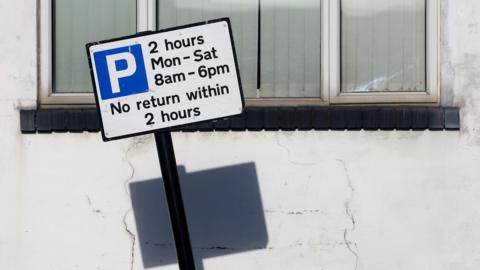 P 2 hours
Mon-Sat
8am-6pm
No return within
2 hours